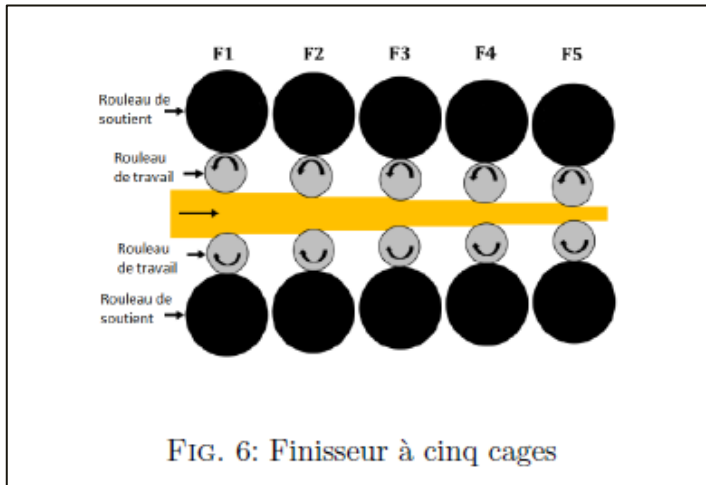 F1 F2 F3 F4 F5
Rouleau de
soutient
Rouleau
de travail
Rouleau
de travail
Rouleau de
soutient
FIG. 6: Finisseur à cinq cages